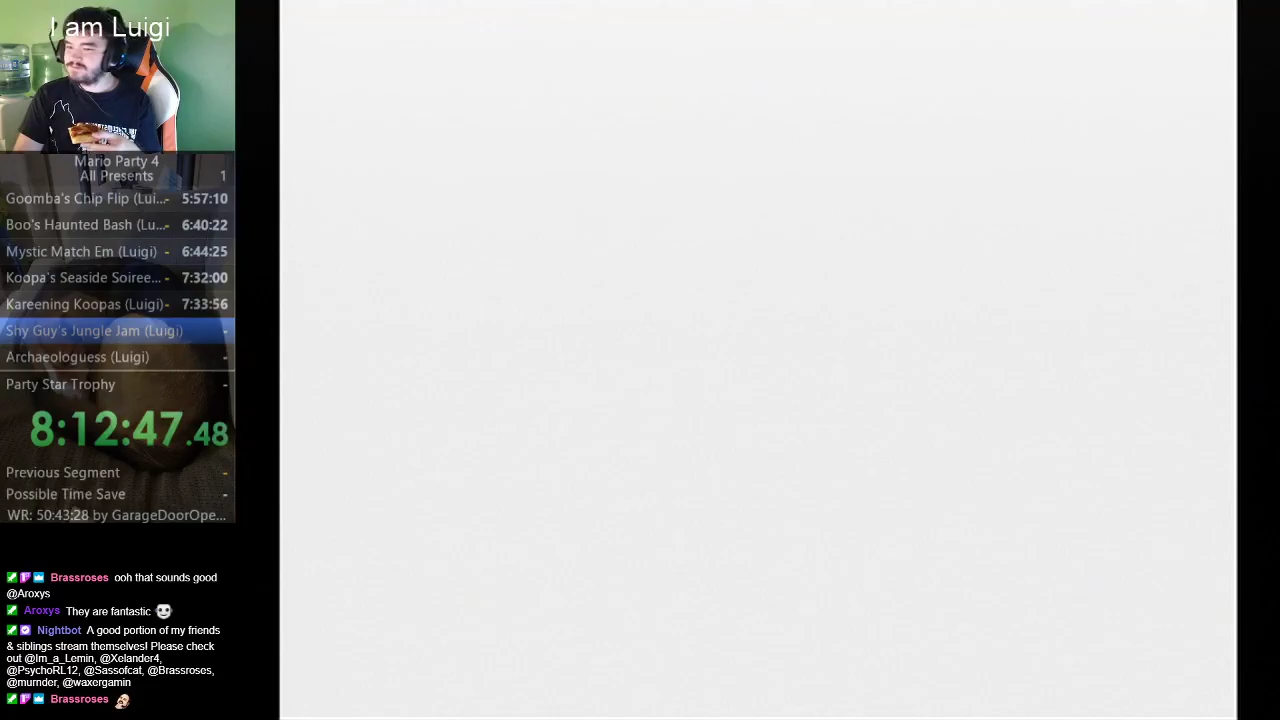 I am Luigi
Mario Party 4
All Presents 1
Goomba's Chip Flip (Lui... - 5:57:10
Boo's Haunted Bash (Lu... - 6:40:22
Mystic Match Em (Luigi) - 6:44:25
Koopa's Seaside Soiree... - 7:32:00
Kareening Koopas (Luigi) - 7:33:56
Shy Guy's Jungle Jam (Luigi) -
Archaeologuess (Luigi) -
Party Star Trophy -
8:12:47.48
Previous Segment -
Possible Time Save -
WR: 50:43:28 by GarageDoorOpe...
Brassroses ooh that sounds good
@Aroxys
Aroxys They are fantastic
Nightbot A good portion of my friends
& siblings stream themselves! Please check
out @Im_a_Lemin, @Xelander4,
@PsychoRL12, @Sassofcat, @Brassroses,
@murnder, @waxergamin
Brassroses